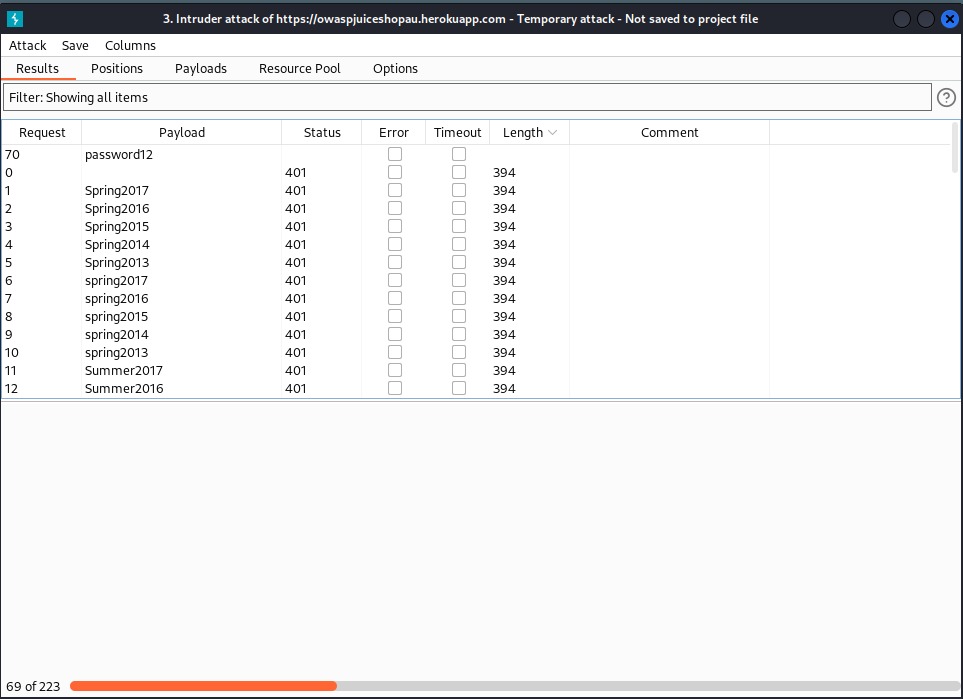 3. Intruder attack of https://owaspjuiceshopau.herokuapp.com - Temporary attack - Not saved to project file
Attack Save Columns
Results Positions Payloads Resource Pool Options
Filter: Showing all items ?
Request Payload Status Error Timeout Length Comment
70 password12
0 401 394
1 Spring2017 401 394
2 Spring2016 401 394
3 Spring2015 401 394
4 Spring2014 401 394
5 Spring2013 401 394
6 spring2017 401 394
7 spring2016 401 394
8 spring2015 401 394
9 spring2014 401 394
10 spring2013 401 394
11 Summer2017 401 394
12 Summer2016 401 394
69 of 223